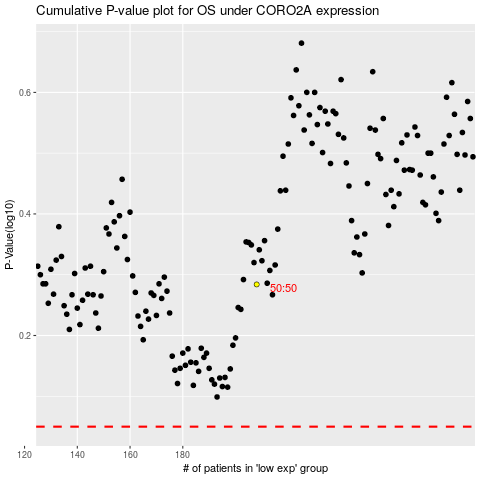 Cumulative P-value plot for OS under CORO2A expression
P-Value(log10)
0.6
0.4
0.2
50:50
120 140 160 180
# of patients in 'low exp' group